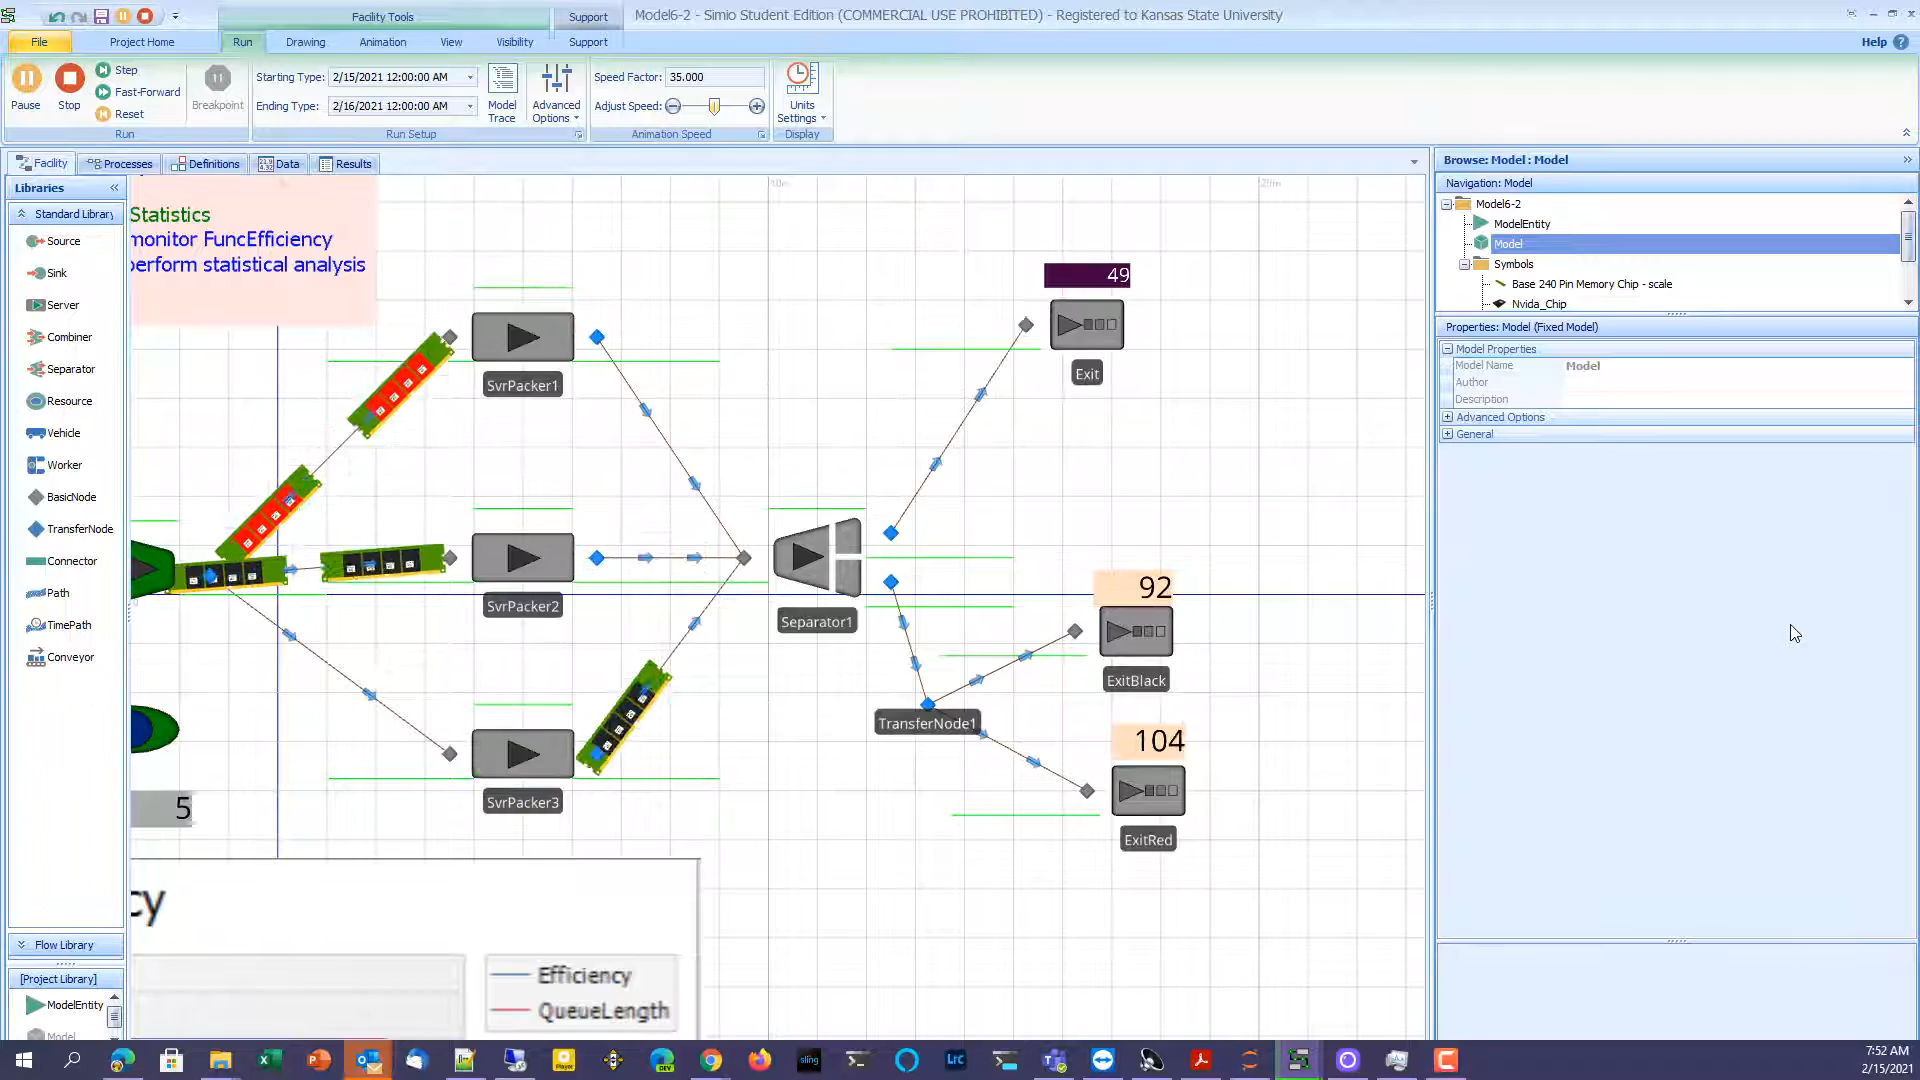 Facility Tools
Support
Model6-2 - Simio Student Edition (COMMERCIAL USE PROHIBITED) - Registered to Kansas State University
File
Project Home
Run
Drawing
Animation
View
Visibility
Support
Help
Pause
Stop
Step
Fast-Forward
Reset
Breakpoint
Run
Starting Type:
2/15/2021 12:00:00 AM
Ending Type:
2/16/2021 12:00:00 AM
Model
Trace
Advanced
Options
Run Setup
Speed Factor:
35.000
Adjust Speed:
Animation Speed
Units
Settings
Display
Facility
Processes
Definitions
Data
Results
Libraries
Standard Library
Source
Sink
Server
Combiner
Separator
Resource
Vehicle
Worker
BasicNode
TransferNode
Connector
Path
TimePath
Conveyor
Flow Library
[Project Library]
ModelEntity
Model
Statistics
monitor FuncEfficiency
perform statistical analysis
10m
20m
SvrPacker1
SvrPacker2
SvrPacker3
Separator1
49
Exit
92
ExitBlack
TransferNode1
104
ExitRed
5
cy
Efficiency
QueueLength
Browse: Model : Model
Navigation: Model
Model6-2
ModelEntity
Model
Symbols
Base 240 Pin Memory Chip - scale
Nvida_Chip
Properties: Model (Fixed Model)
Model Properties
Model Name
Model
Author
Description
Advanced Options
General
sling
DEV
LrC
7:52 AM
2/15/2021